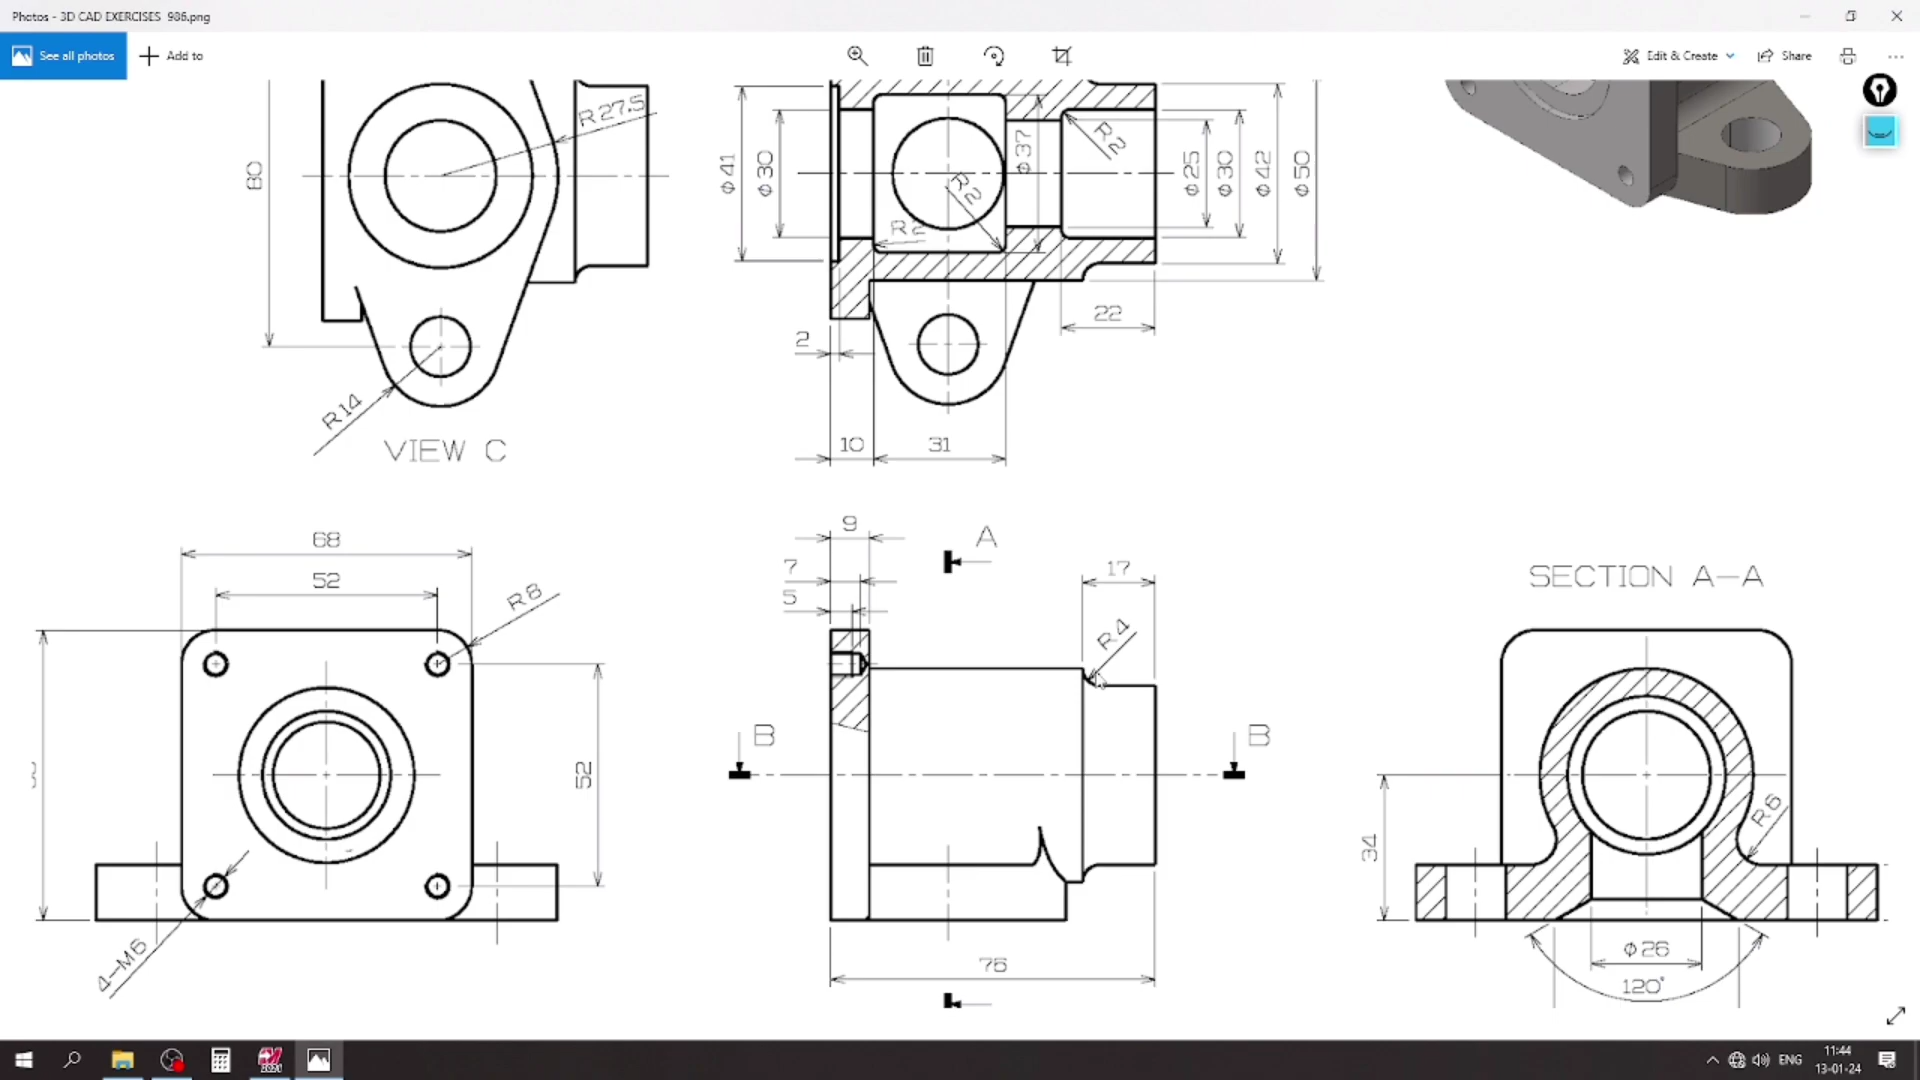 Photos - 3D CAD EXERCISES 986.png
See all photos
Add to
Edit & Create
Share
R27.5
80
R14
VIEW C
ϕ41
ϕ30
R2
R2
ϕ37
R2
ϕ25
ϕ30
ϕ42
ϕ50
22
2
10
31
68
52
R8
52
4-M6
9
7
5
A
17
R4
B
B
76
SECTION A-A
34
R6
ϕ26
120°
ENG
11:44
13-01-24